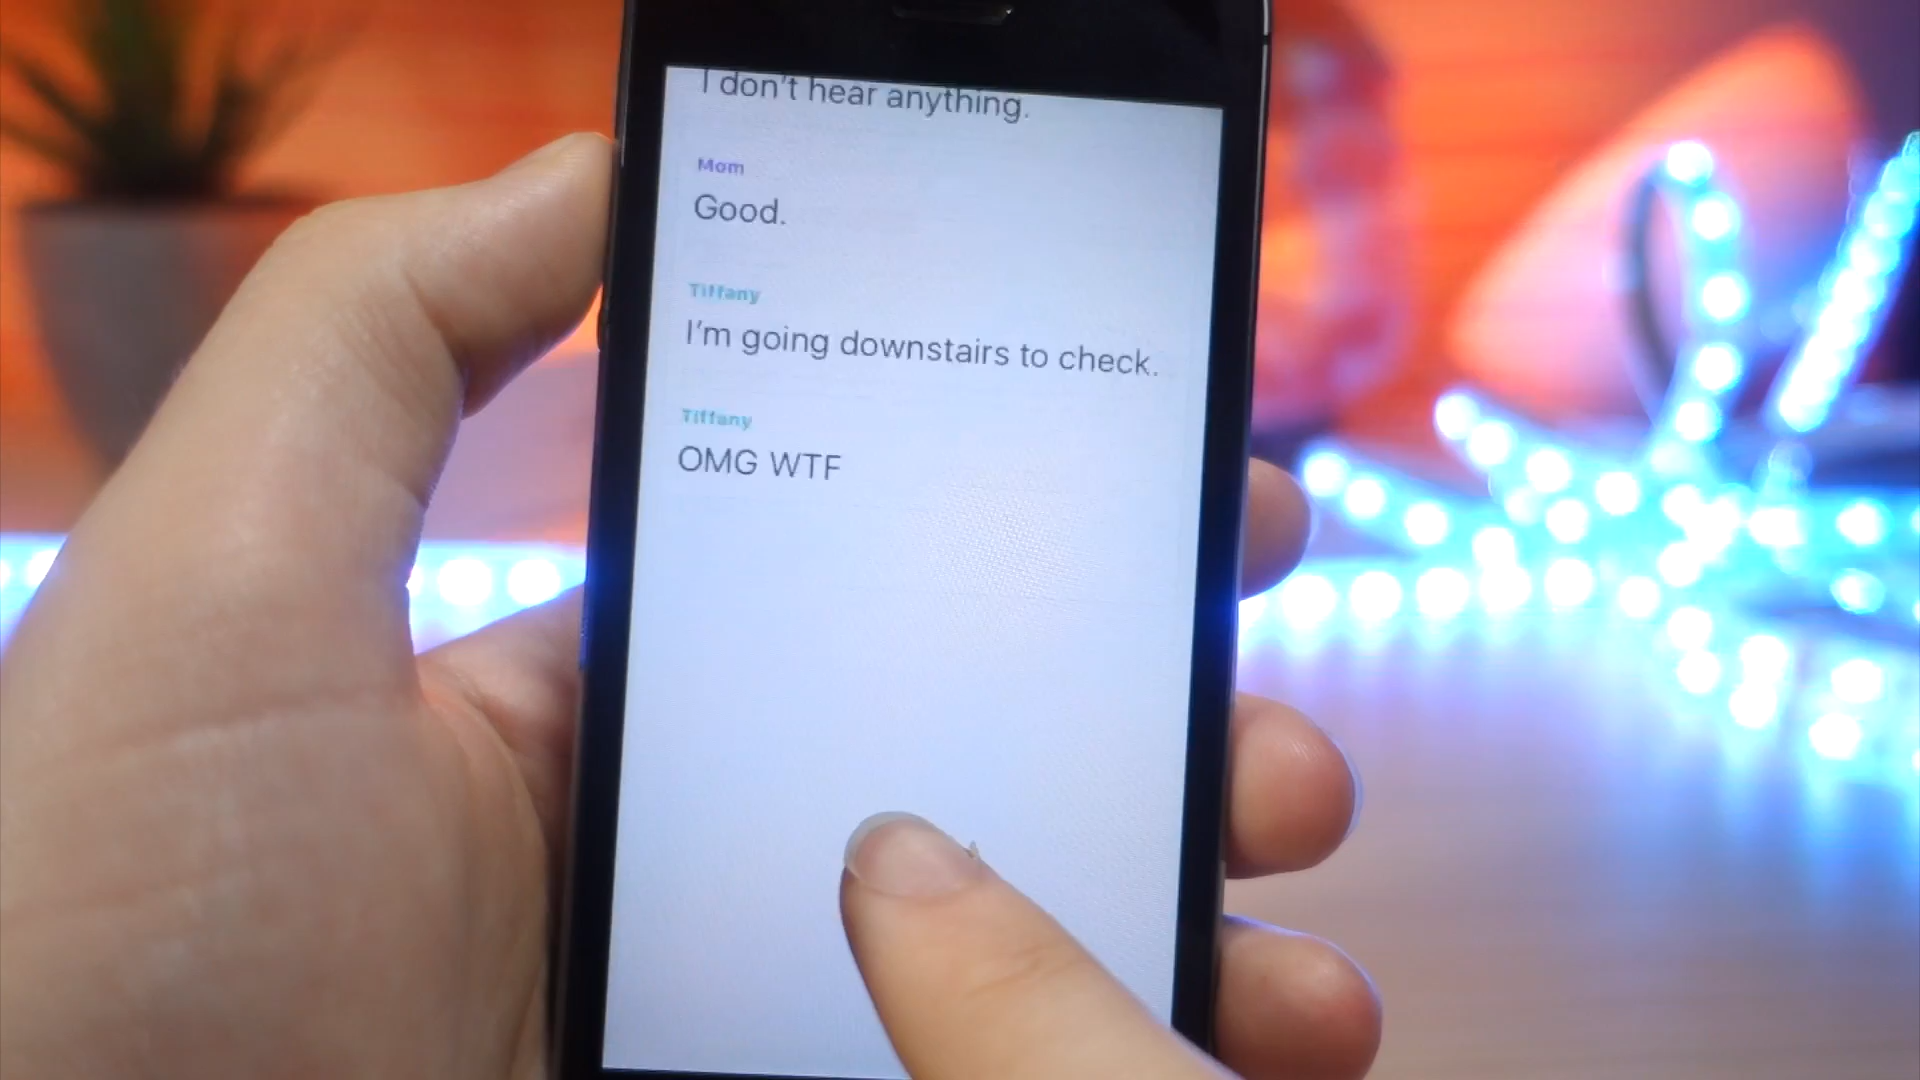 I don't hear anything.
Mom
Good.
Tiffany
I'm going downstairs to check.
Tiffany
OMG WTF